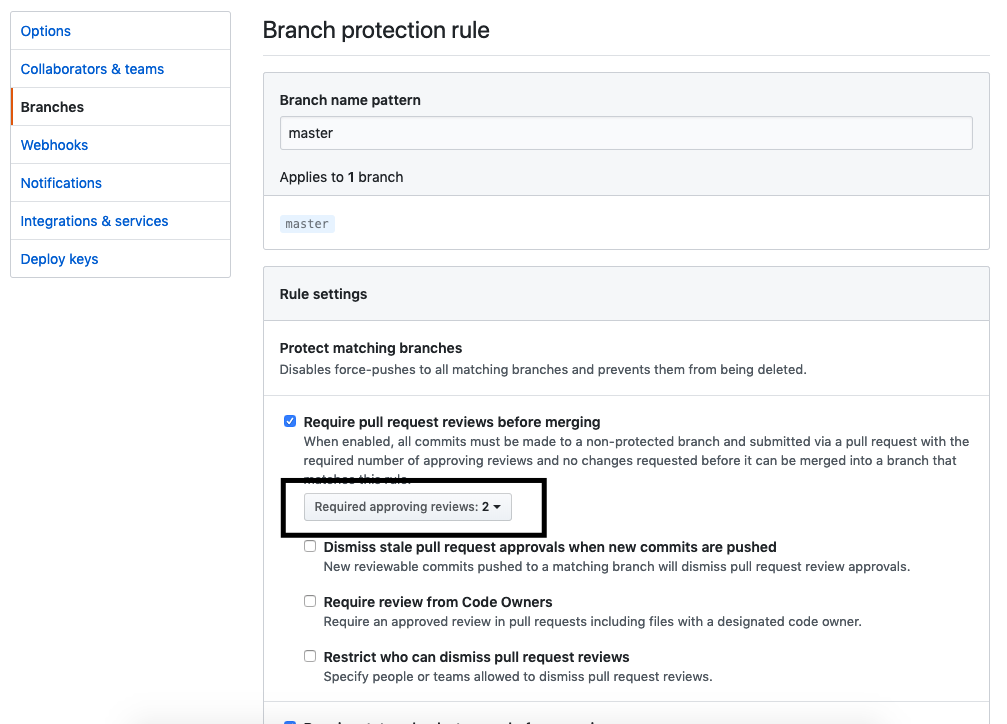 Options
Collaborators & teams
Branches
Webhooks
Notifications
Integrations & services
Deploy keys
Branch protection rule
Branch name pattern
master
Applies to 1 branch
master
Rule settings
Protect matching branches
Disables force-pushes to all matching branches and prevents them from being deleted.
Require pull request reviews before merging
When enabled, all commits must be made to a non-protected branch and submitted via a pull request with the
required number of approving reviews and no changes requested before it can be merged into a branch that
matches this rule.
Required approving reviews: 2
Dismiss stale pull request approvals when new commits are pushed
New reviewable commits pushed to a matching branch will dismiss pull request review approvals.
Require review from Code Owners
Require an approved review in pull requests including files with a designated code owner.
Restrict who can dismiss pull request reviews
Specify people or teams allowed to dismiss pull request reviews.